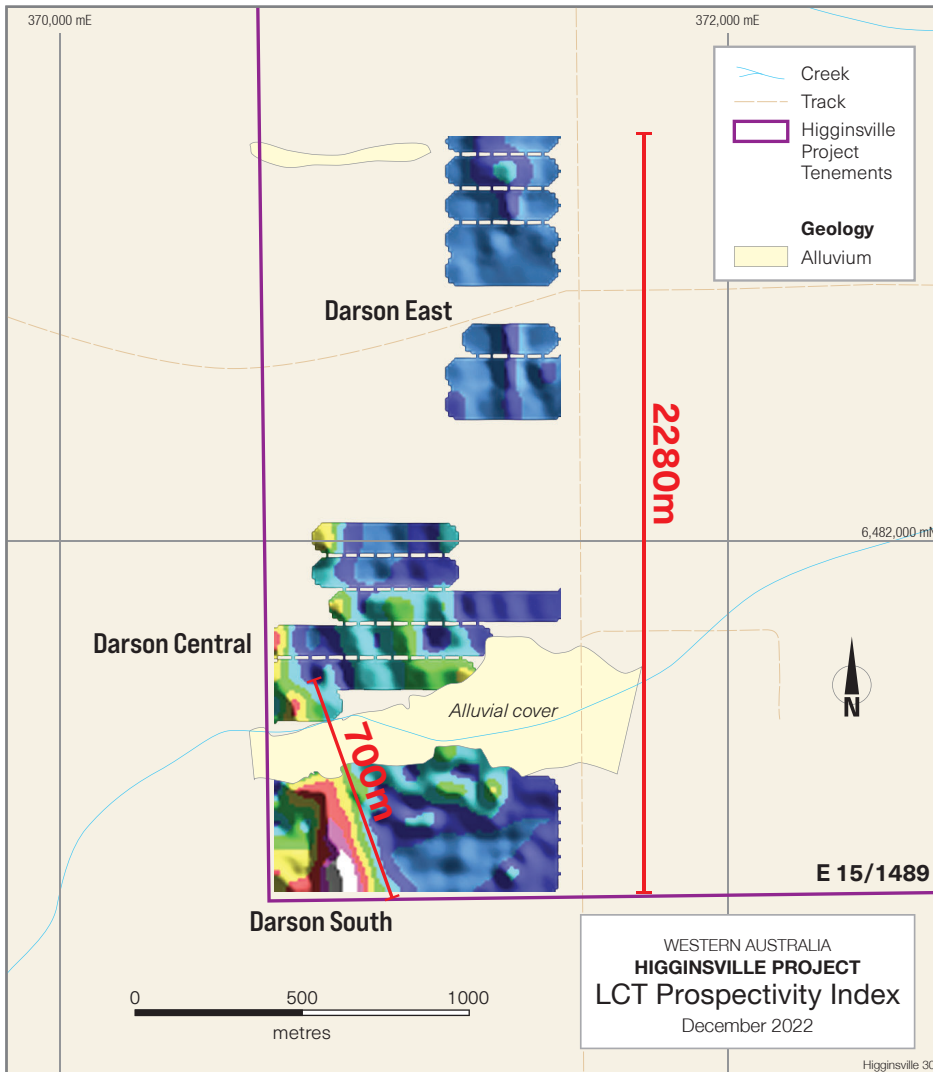 370,000 mE
372,000 mE
Creek
Track
Higginsville
Project
Tenements
Geology
Alluvium
Darson East
2280m
6,482,000 mN
Darson Central
Alluvial cover
N
700m
E 15/1489
Darson South
WESTERN AUSTRALIA
HIGGINSVILLE PROJECT
LCT Prospectivity Index
December 2022
0 500 1000
metres
Higginsville 30